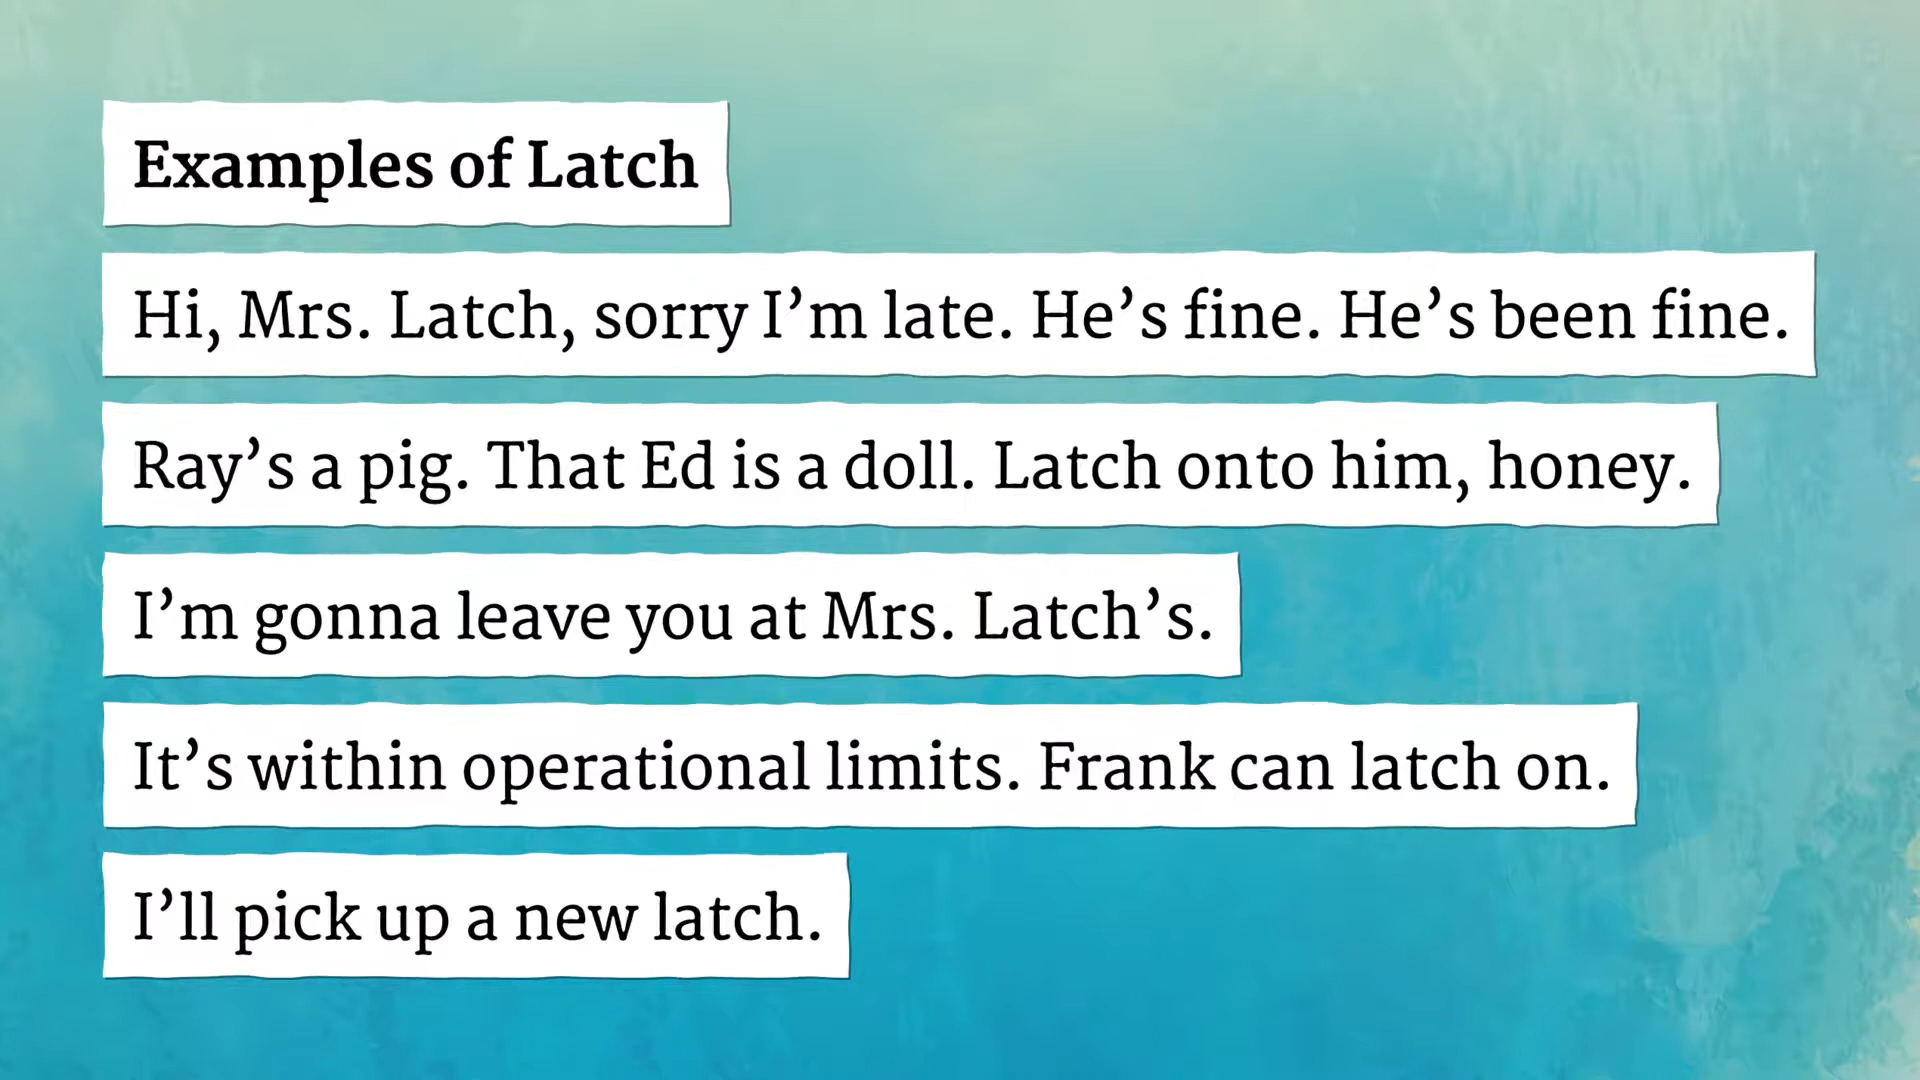 Examples of Latch
Hi, Mrs. Latch, sorry I’m late. He’s fine. He’s been fine.
Ray’s a pig. That Ed is a doll. Latch onto him, honey.
I’m gonna leave you at Mrs. Latch’s.
It’s within operational limits. Frank can latch on.
I’ll pick up a new latch.